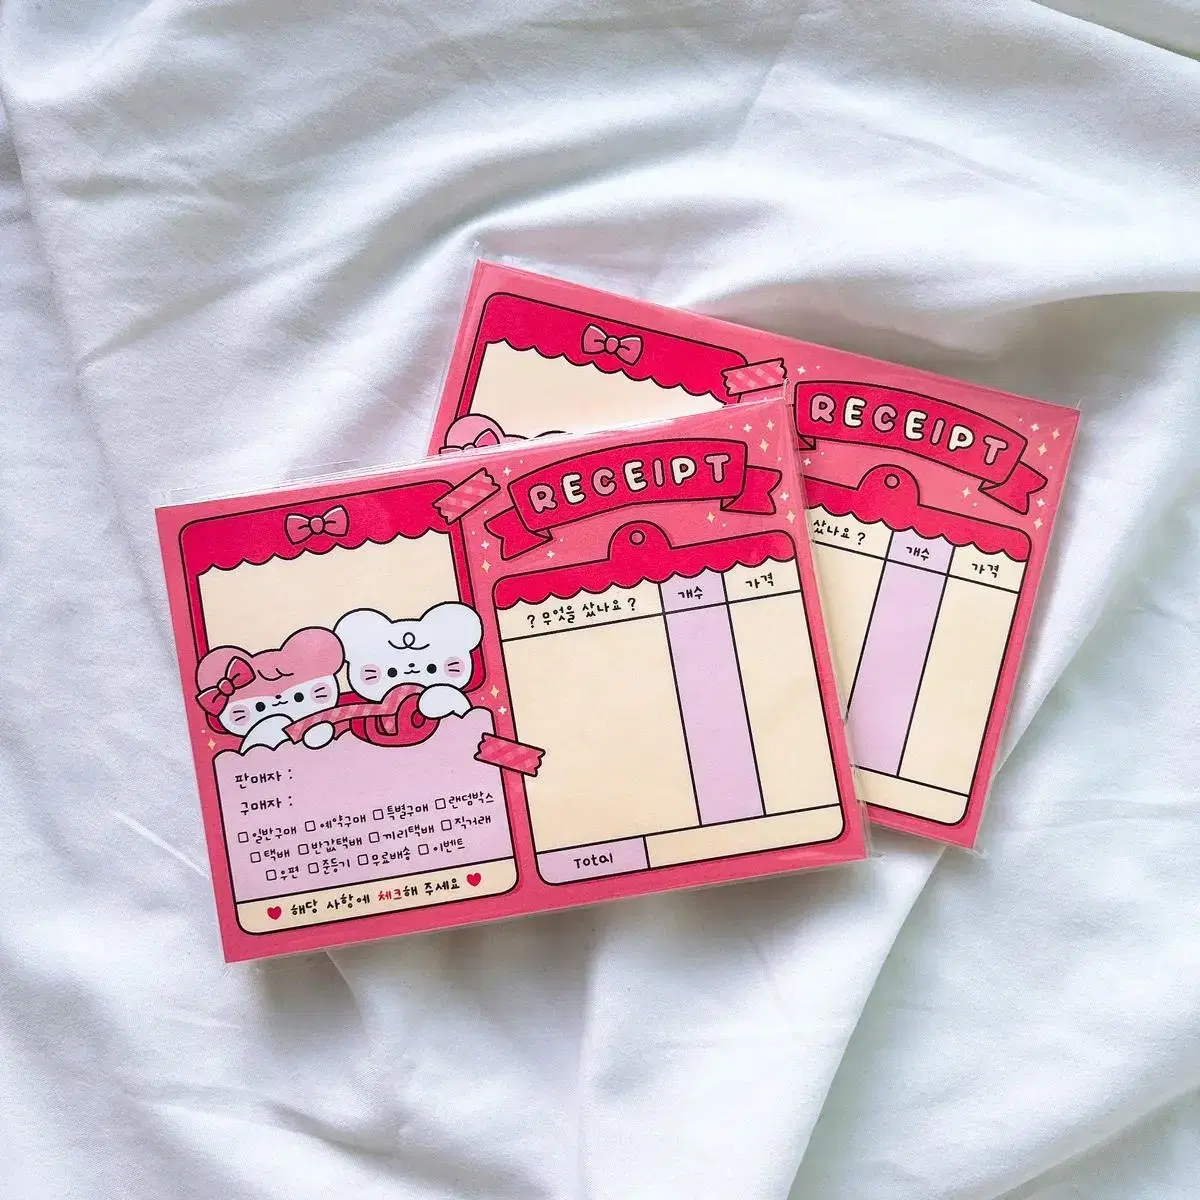 RECEIPT
판매자 :
구매자 :
□일반구매 □예약구매 □특별구매 □랜덤박스
□택배 □반값택배 □끼리택배 □직거래
□우편 □준등기 □무료배송 □이벤트
♥ 해당 사항에 체크해 주세요 ♥
? 무엇을 샀나요 ? 개수 가격
Total
RECEIPT
샀나요 ? 개수 가격